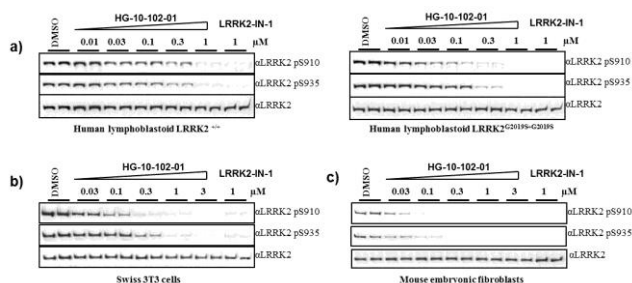 HG-10-102-01 LRRK2-IN-1
a) DMSO 0.01 0.03 0.1 0.3 1 1 µM
αLRRK2 pS910
αLRRK2 pS935
αLRRK2
Human lymphoblastoid LRRK2 +/+
HG-10-102-01 LRRK2-IN-1
DMSO 0.01 0.03 0.1 0.3 1 1 µM
αLRRK2 pS910
αLRRK2 pS935
αLRRK2
Human lymphoblastoid LRRK2G2019S-G2019S
HG-10-102-01 LRRK2-IN-1
b) DMSO 0.03 0.1 0.3 1 3 1 µM
αLRRK2 pS910
αLRRK2 pS935
αLRRK2
Swiss 3T3 cells
HG-10-102-01 LRRK2-IN-1
c) DMSO 0.03 0.1 0.3 1 3 1 µM
αLRRK2 pS910
αLRRK2 pS935
αLRRK2
Mouse embryonic fibroblasts